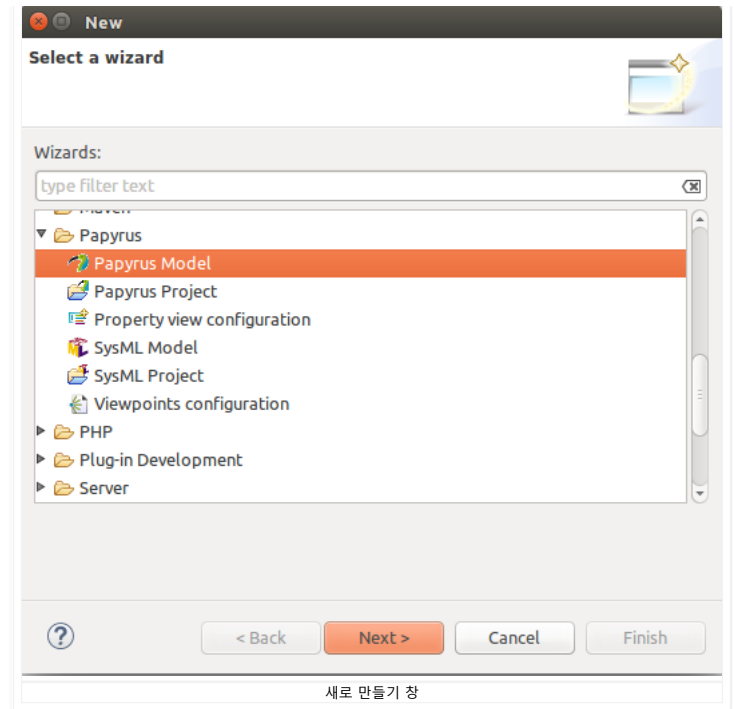 New
Select a wizard
Wizards:
type filter text
Maven
Papyrus
Papyrus Model
Papyrus Project
Property view configuration
SysML Model
SysML Project
Viewpoints configuration
PHP
Plug-in Development
Server
< Back
Next >
Cancel
Finish
새로 만들기 창